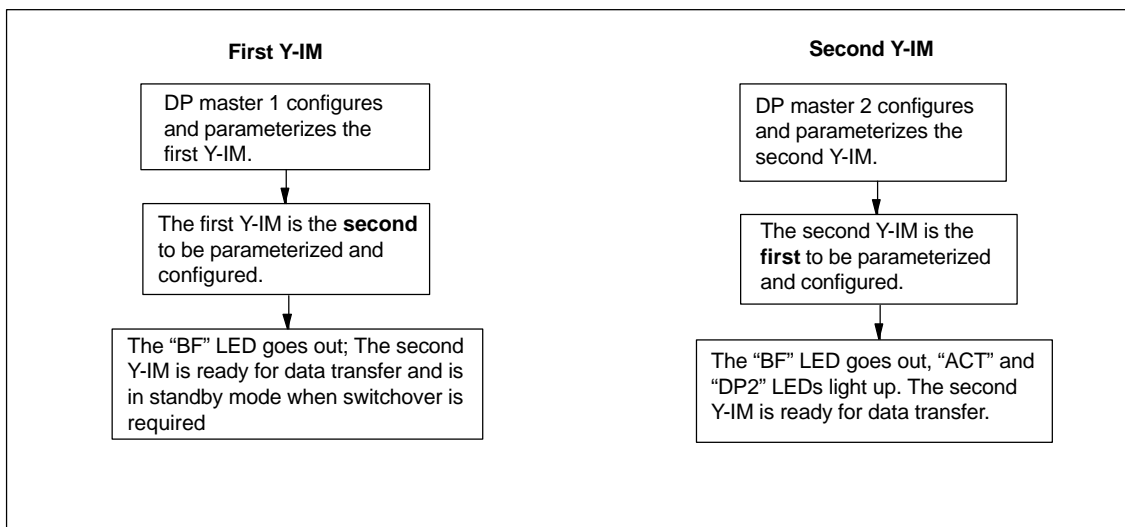 First Y-IM
DP master 1 configures
and parameterizes the
first Y-IM.
The first Y-IM is the second
to be parameterized and
configured.
The “BF” LED goes out; The second
Y-IM is ready for data transfer and is
in standby mode when switchover is
required
Second Y-IM
DP master 2 configures
and parameterizes the
second Y-IM.
The second Y-IM is the
first to be parameterized
and configured.
The “BF” LED goes out, “ACT” and
“DP2” LEDs light up. The second
Y-IM is ready for data transfer.